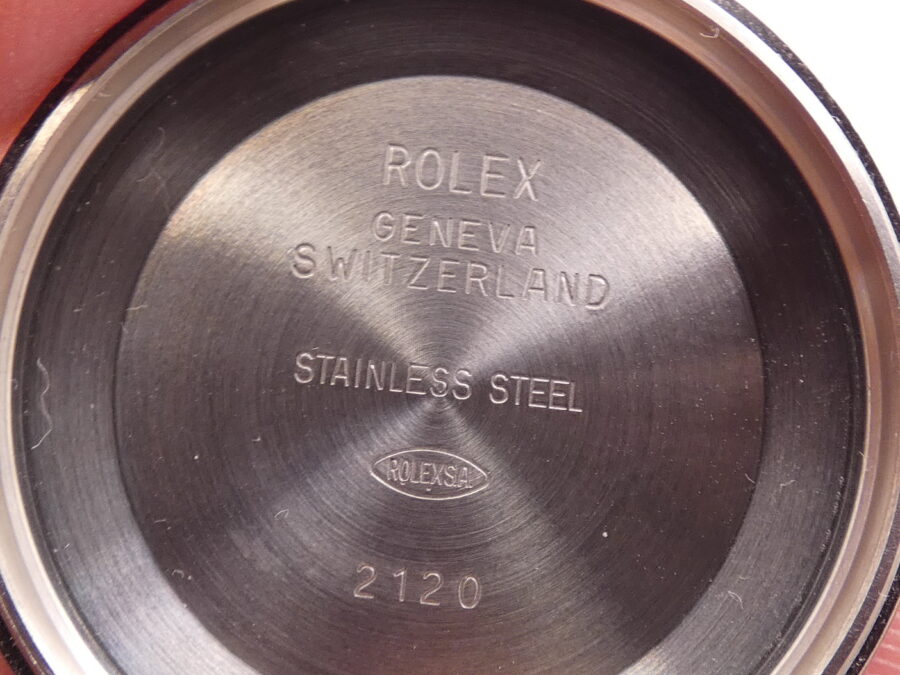 ROLEX
GENEVA
SWITZERLAND
STAINLESS STEEL
ROLEX S.A.
2120